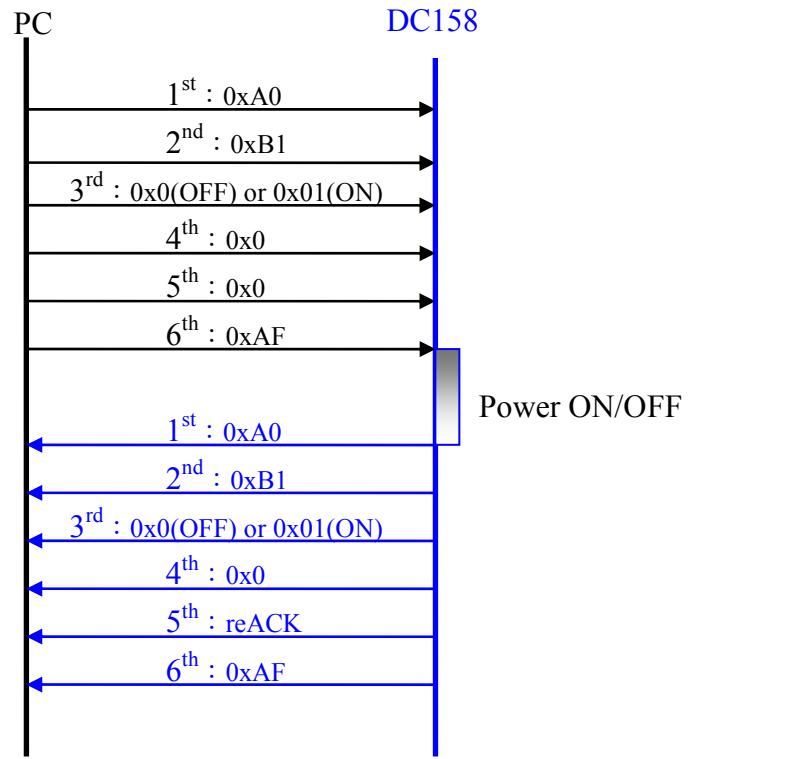 PC DC158
1st : 0xA0
2nd : 0xB1
3rd : 0x0(OFF) or 0x01(ON)
4th : 0x0
5th : 0x0
6th : 0xAF
Power ON/OFF
1st : 0xA0
2nd : 0xB1
3rd : 0x0(OFF) or 0x01(ON)
4th : 0x0
5th : reACK
6th : 0xAF